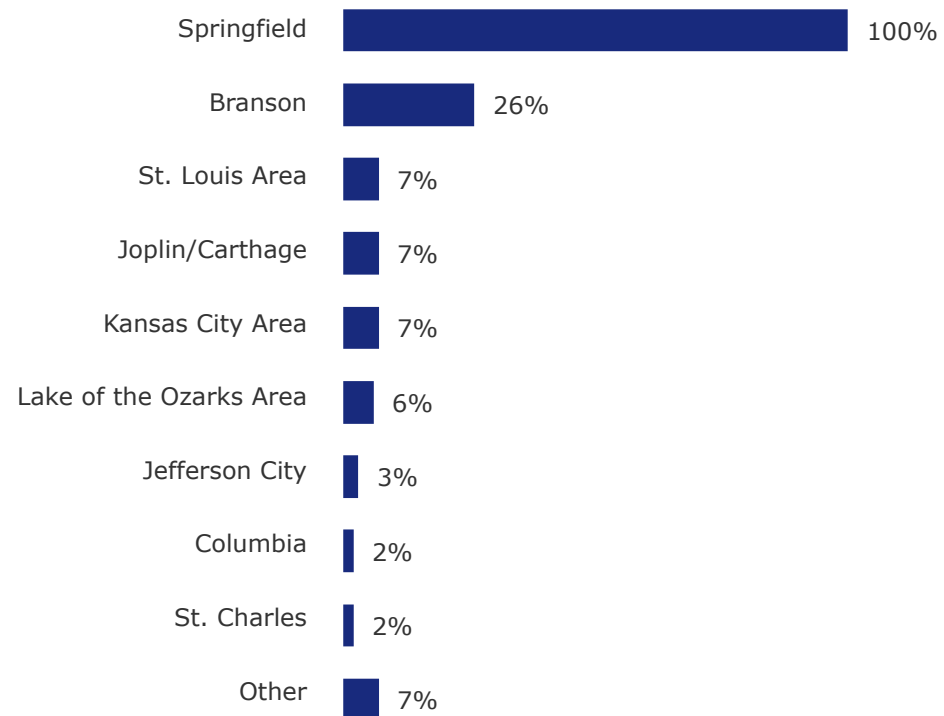 Springfield 100%
Branson 26%
St. Louis Area 7%
Joplin/Carthage 7%
Kansas City Area 7%
Lake of the Ozarks Area 6%
Jefferson City 3%
Columbia 2%
St. Charles 2%
Other 7%